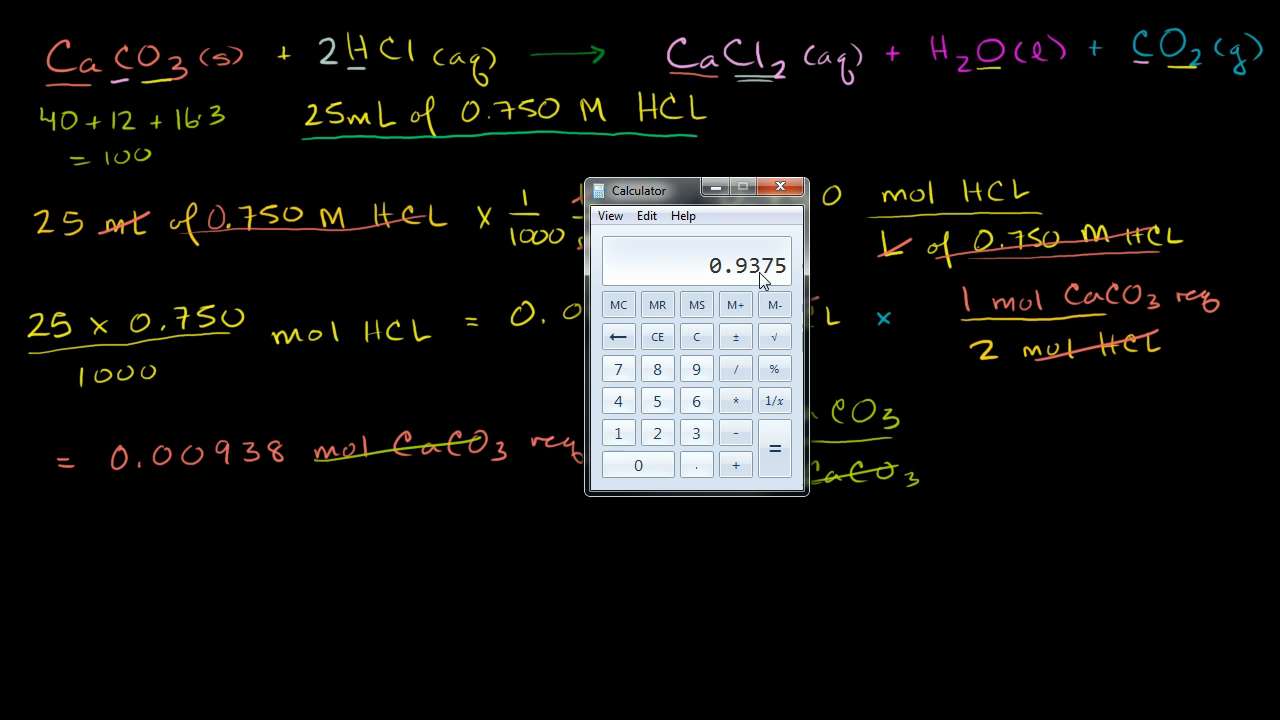 CaCO3(s) + 2HCl(aq) → CaCl2(aq) + H2O(l) + CO2(g)
40+12+16·3
= 100
25mL of 0.750 M HCL
25 mL of 0.750 M HCL × 1/1000
0 mol HCL
L of 0.750 M HCL
25 × 0.750 / 1000 mol HCL = 0.0
L × 1 mol CaCO3 req / 2 mol HCL
= 0.00938 mol CaCO3 req
CO3
CaCO3
Calculator
View Edit Help
0.9375
MC MR MS M+ M-
← CE C ± √
7 8 9 / %
4 5 6 * 1/x
1 2 3 - =
0 . +